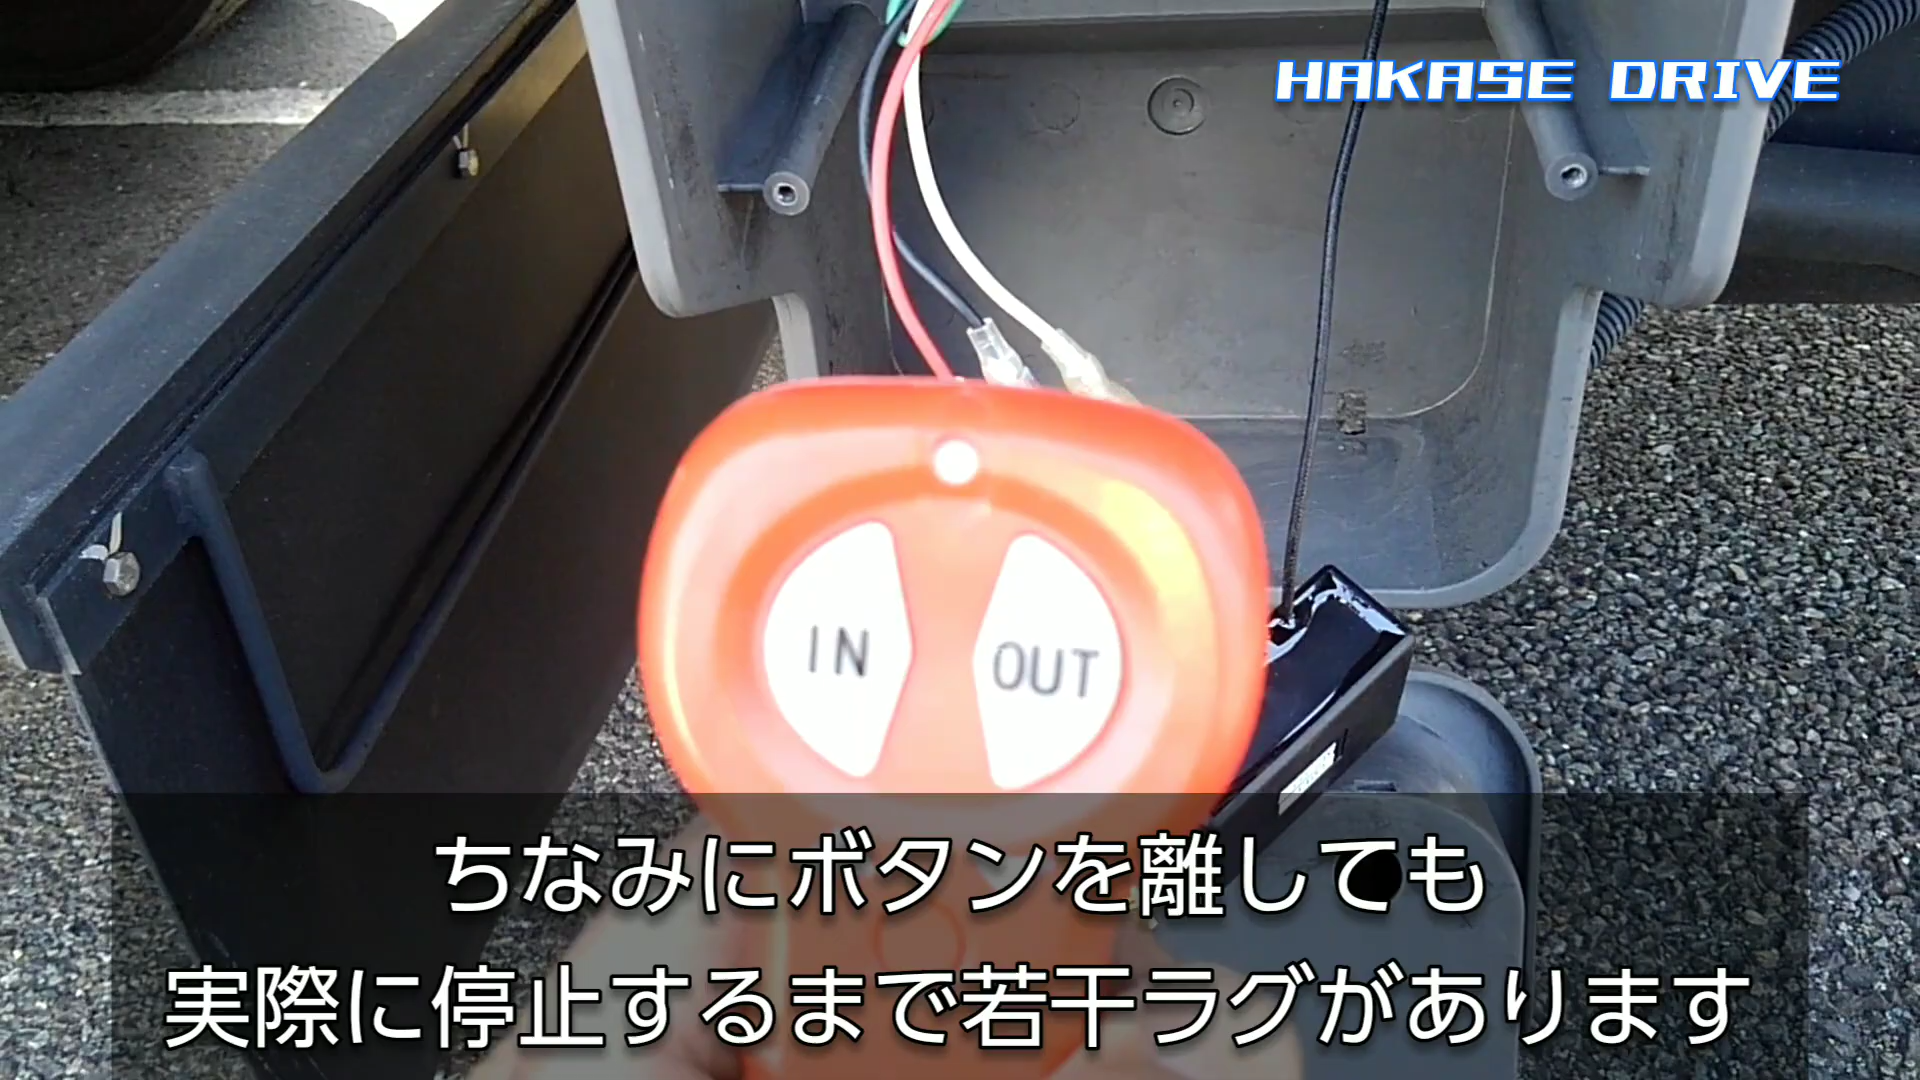 HAKASE DRIVE
IN
OUT
ちなみにボタンを離しても
実際に停止するまで若干ラグがあります